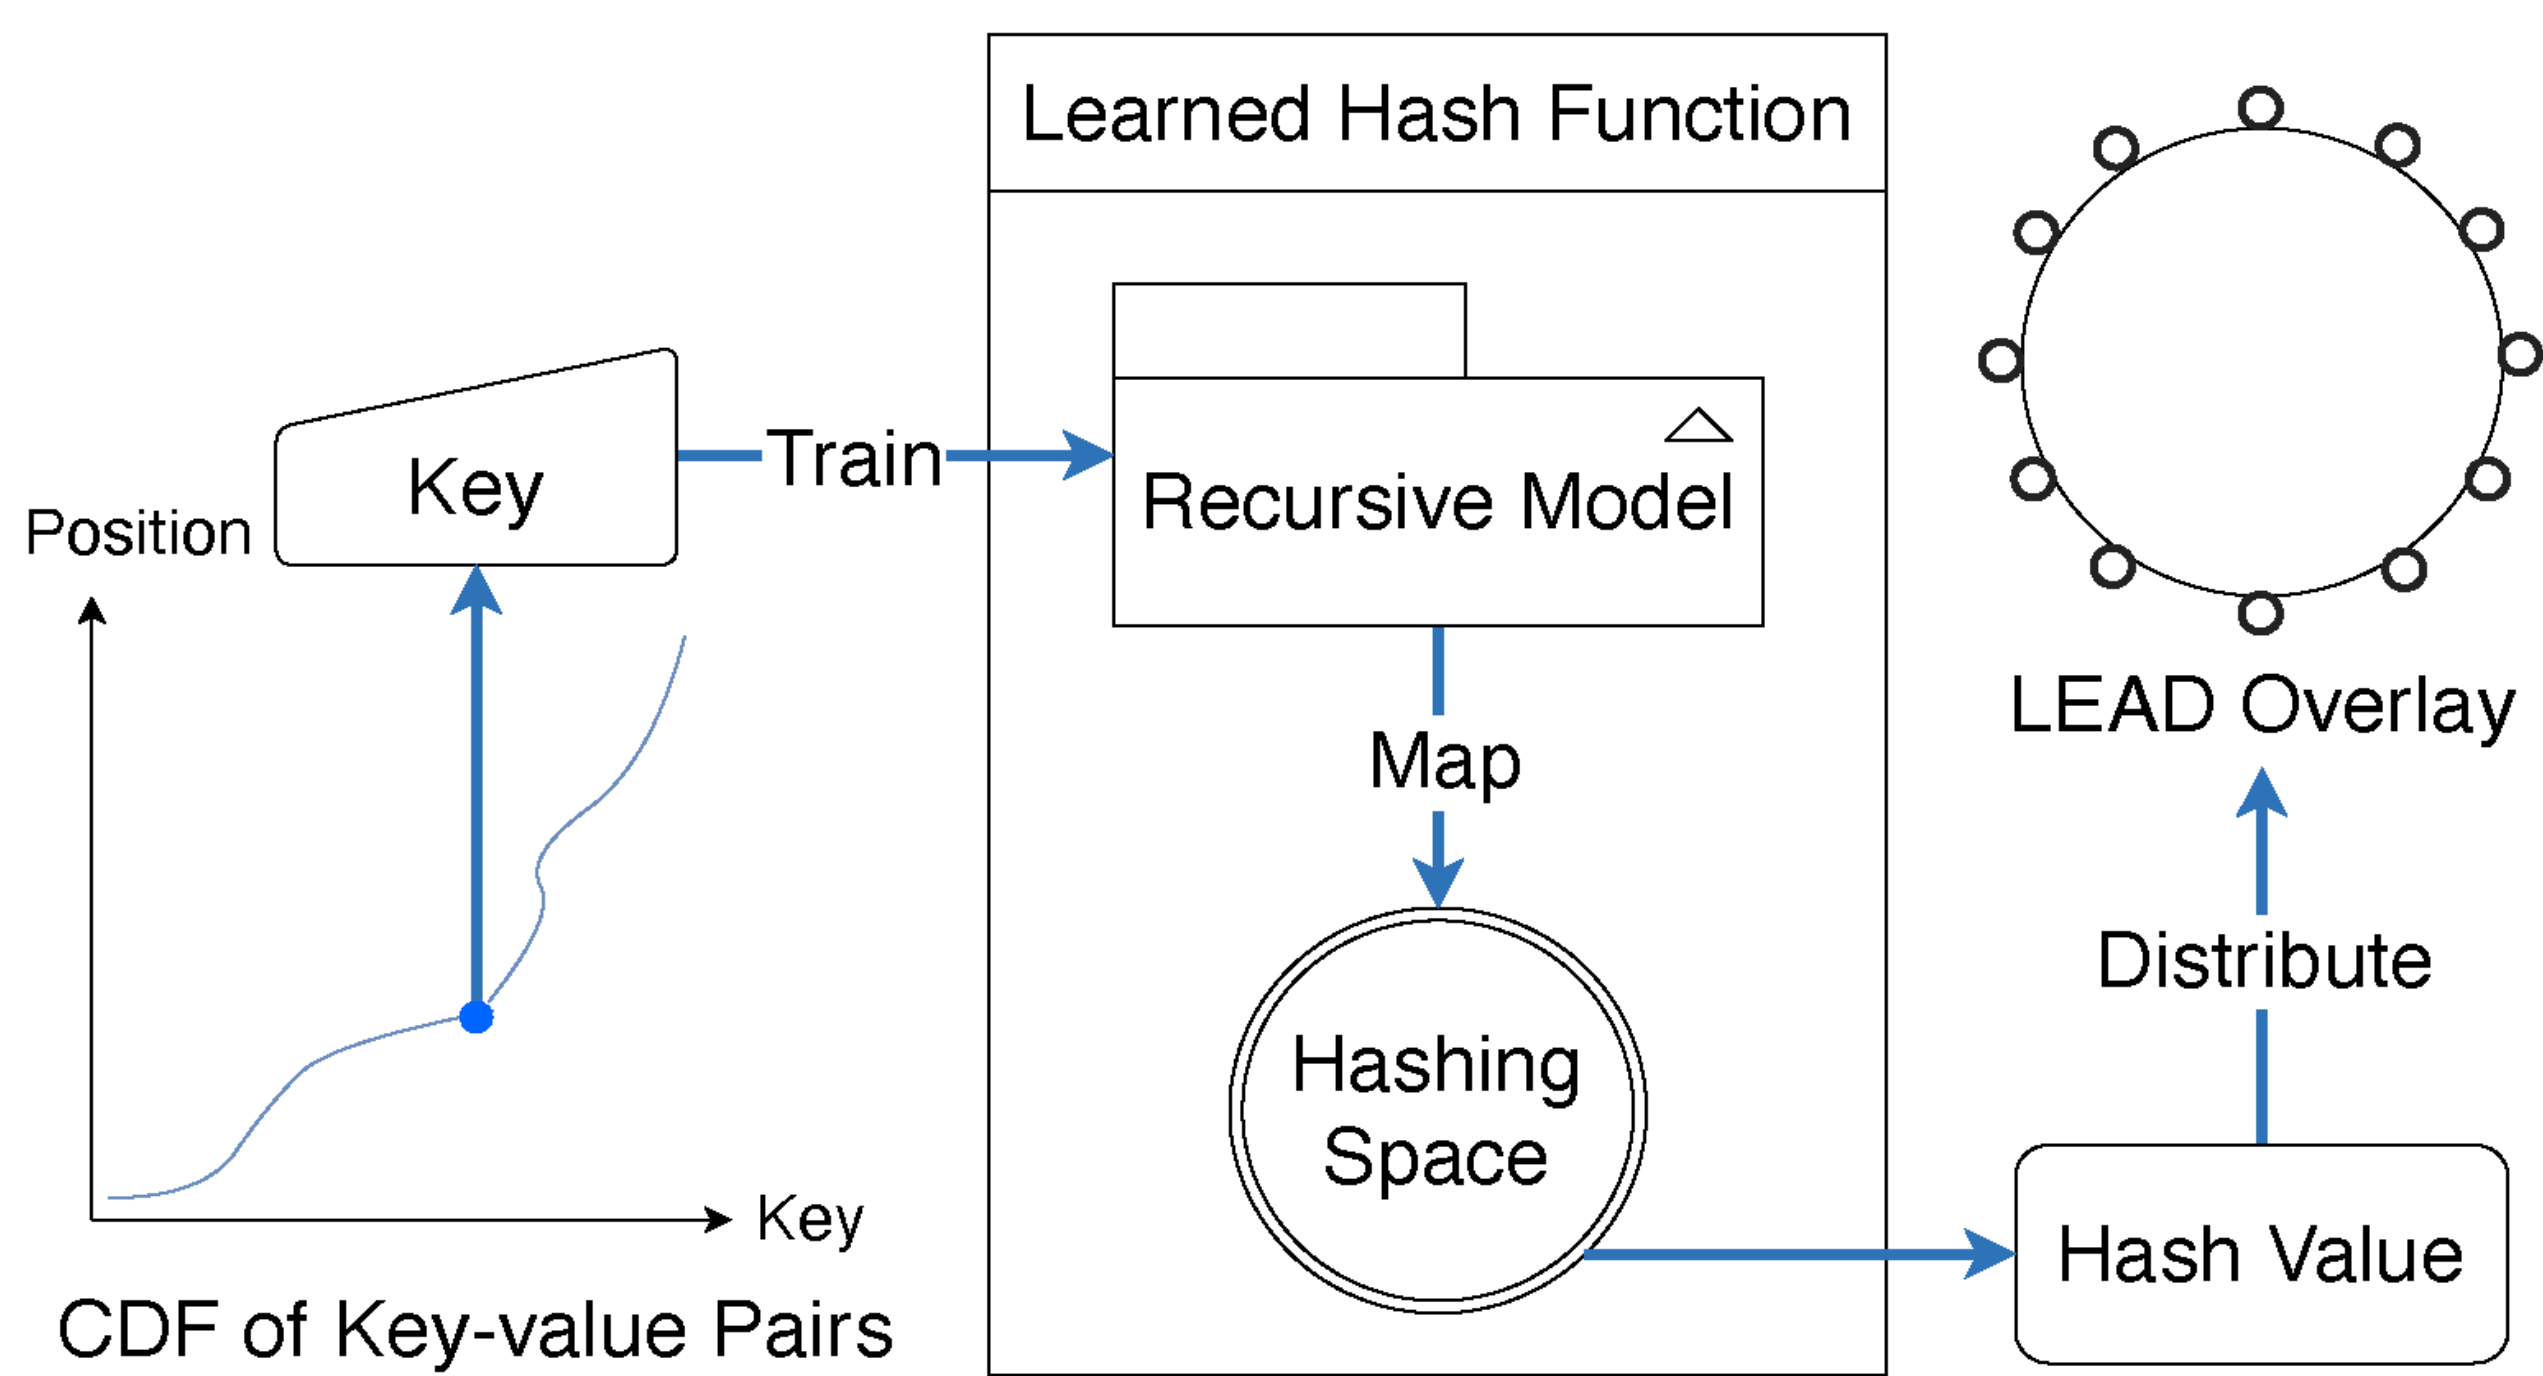 Learned Hash Function
Key
Train
Recursive Model
Position
Map
LEAD Overlay
Distribute
Hashing
Space
Key
Hash Value
CDF of Key-value Pairs